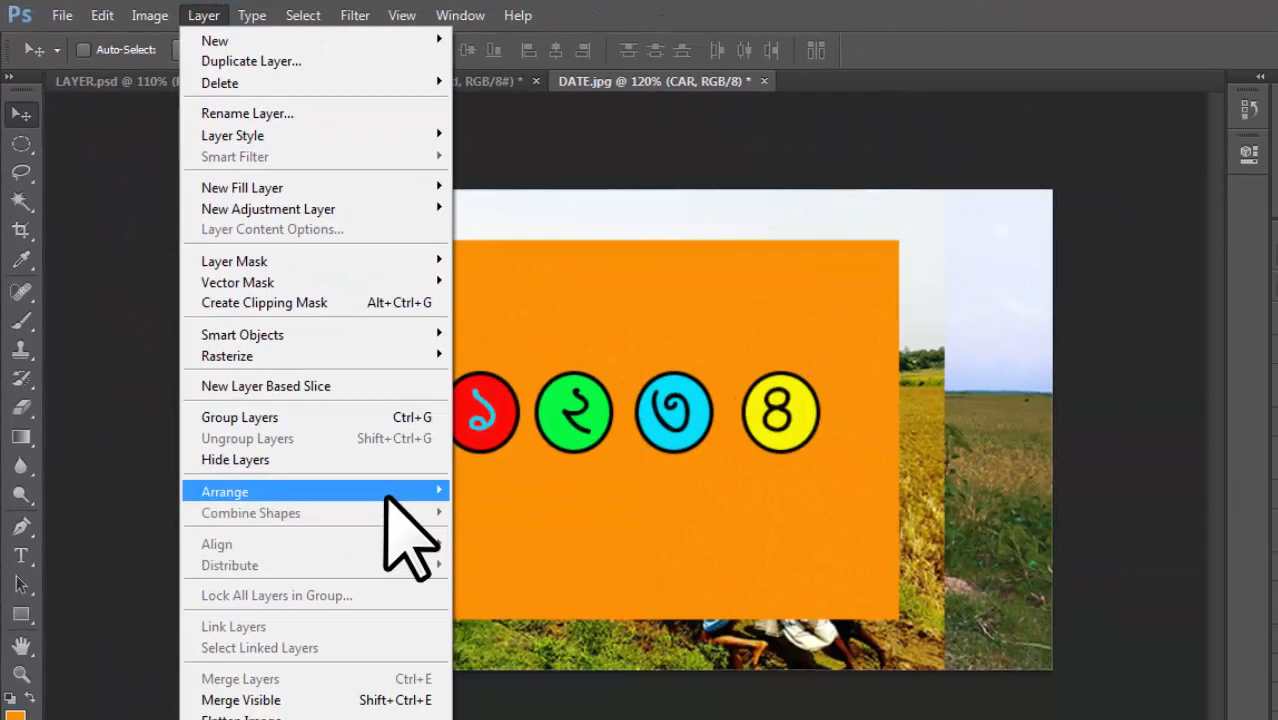 Ps File Edit Image Layer Type Select Filter View Window Help
Auto-Select:
LAYER.psd @ 110% RGB/8#) * × DATE.jpg @ 120% (CAR, RGB/8) * ×
New
Duplicate Layer...
Delete
Rename Layer...
Layer Style
Smart Filter
New Fill Layer
New Adjustment Layer
Layer Content Options...
Layer Mask
Vector Mask
Create Clipping Mask Alt+Ctrl+G
Smart Objects
Rasterize
New Layer Based Slice
Group Layers Ctrl+G
Ungroup Layers Shift+Ctrl+G
Hide Layers
Arrange
Combine Shapes
Align
Distribute
Lock All Layers in Group...
Link Layers
Select Linked Layers
Merge Layers Ctrl+E
Merge Visible Shift+Ctrl+E
Flatten Image
১ ২ ৩ ৪